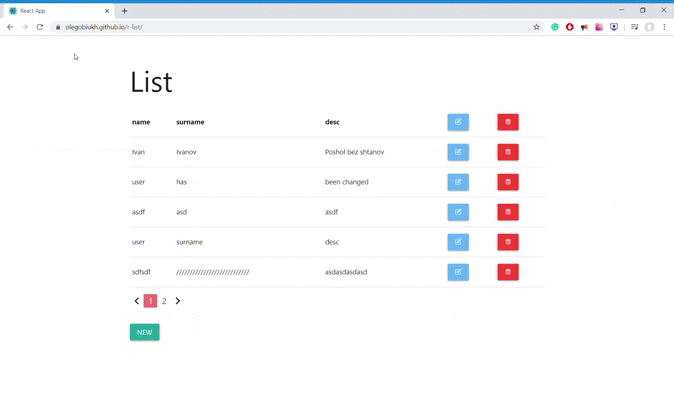 React App
olegobiukh.github.io/r-list/
List
name surname desc
Ivan Ivanov Poshol bez shtanov
user has been changed
asdf asd asdf
user surname desc
sdfsdf /////////////////////////// asdasdasdasd
1 2
NEW